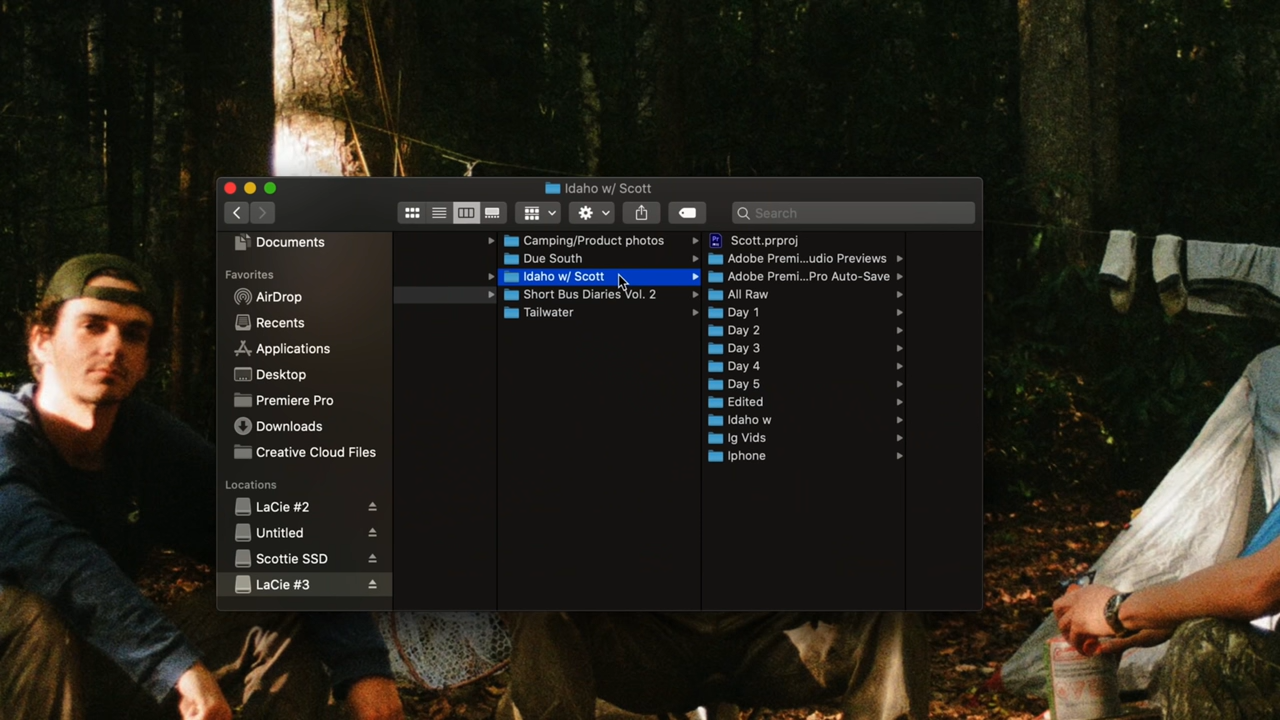 Idaho w/ Scott
Search
Documents
Favorites
AirDrop
Recents
Applications
Desktop
Premiere Pro
Downloads
Creative Cloud Files
Locations
LaCie #2
Untitled
Scottie SSD
LaCie #3
Camping/Product photos
Due South
Idaho w/ Scott
Short Bus Diaries Vol. 2
Tailwater
Scott.prproj
Adobe Premi...udio Previews
Adobe Premi...Pro Auto-Save
All Raw
Day 1
Day 2
Day 3
Day 4
Day 5
Edited
Idaho w
Ig Vids
Iphone